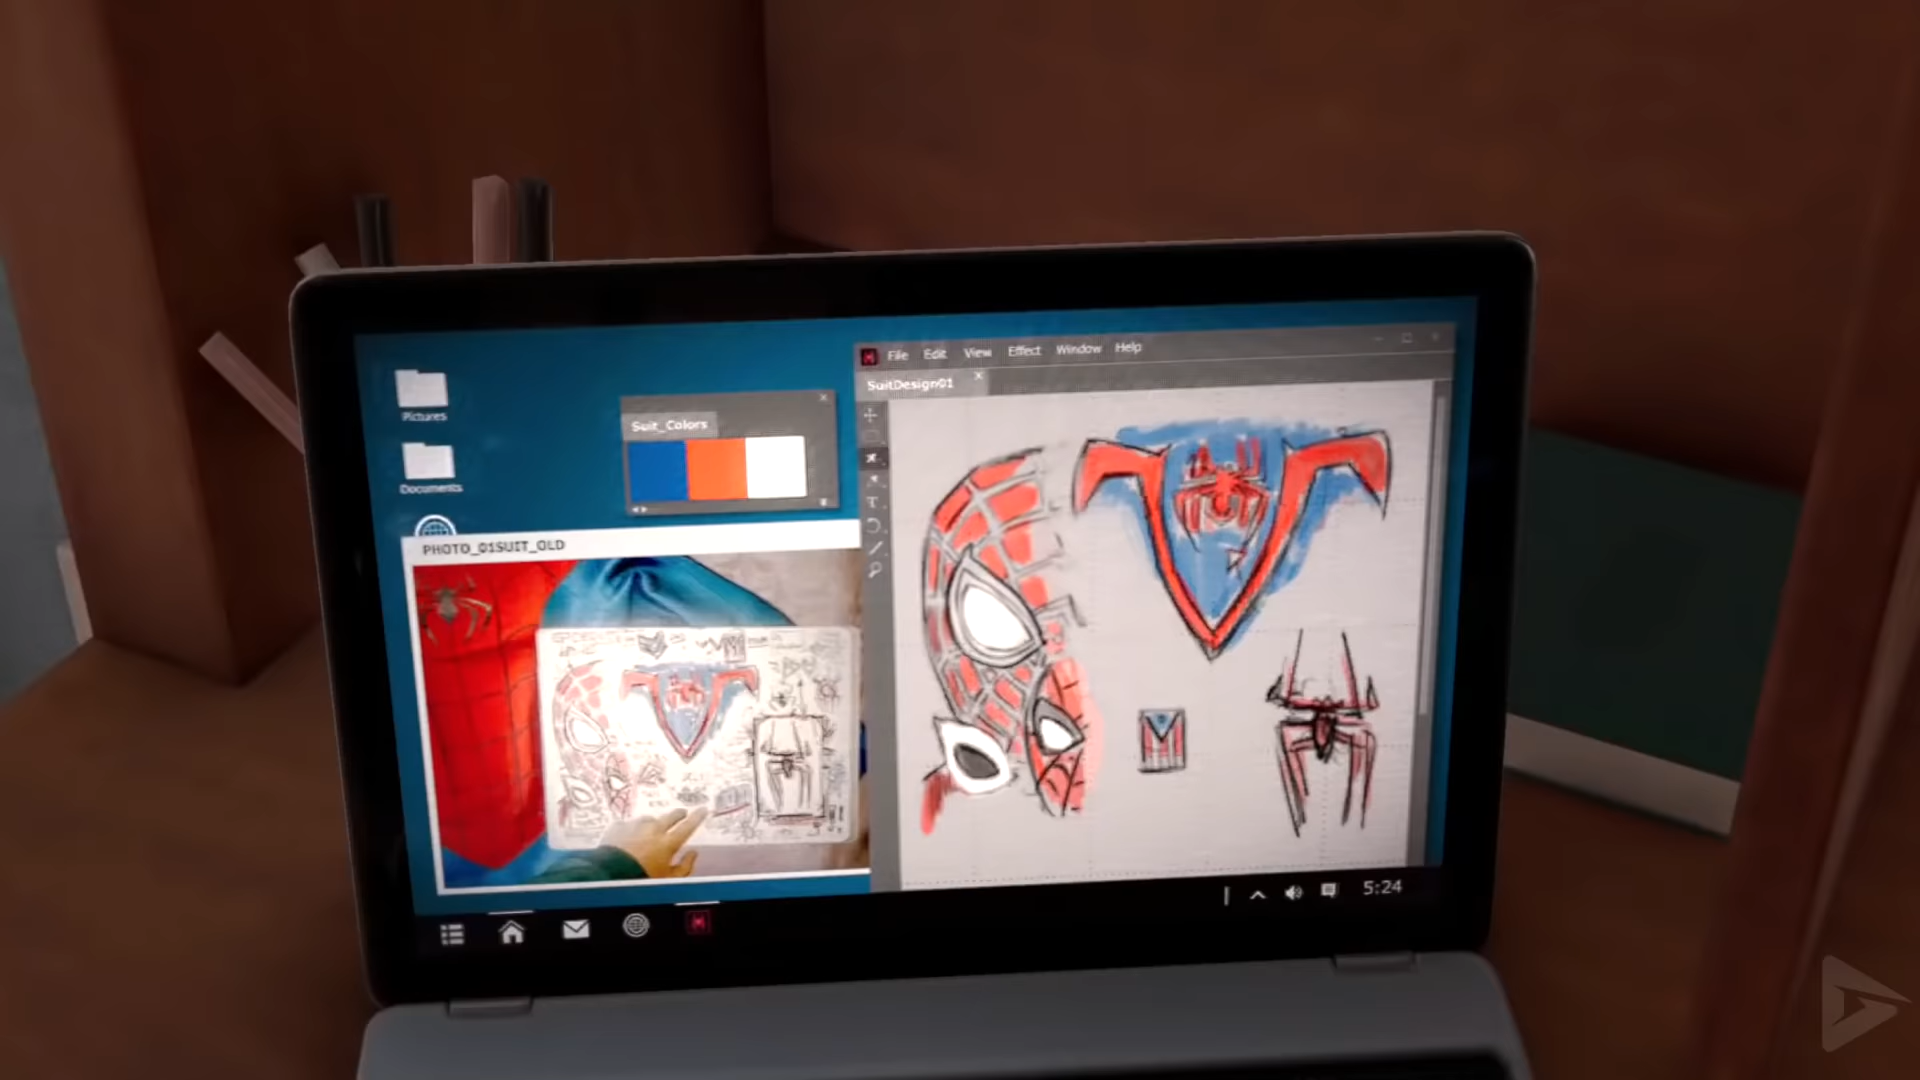 File Edit View Effect Window Help
SuitDesign01
Pictures
Suit_Colors
Documents
PHOTO_01SUIT_OLD
T
5:24